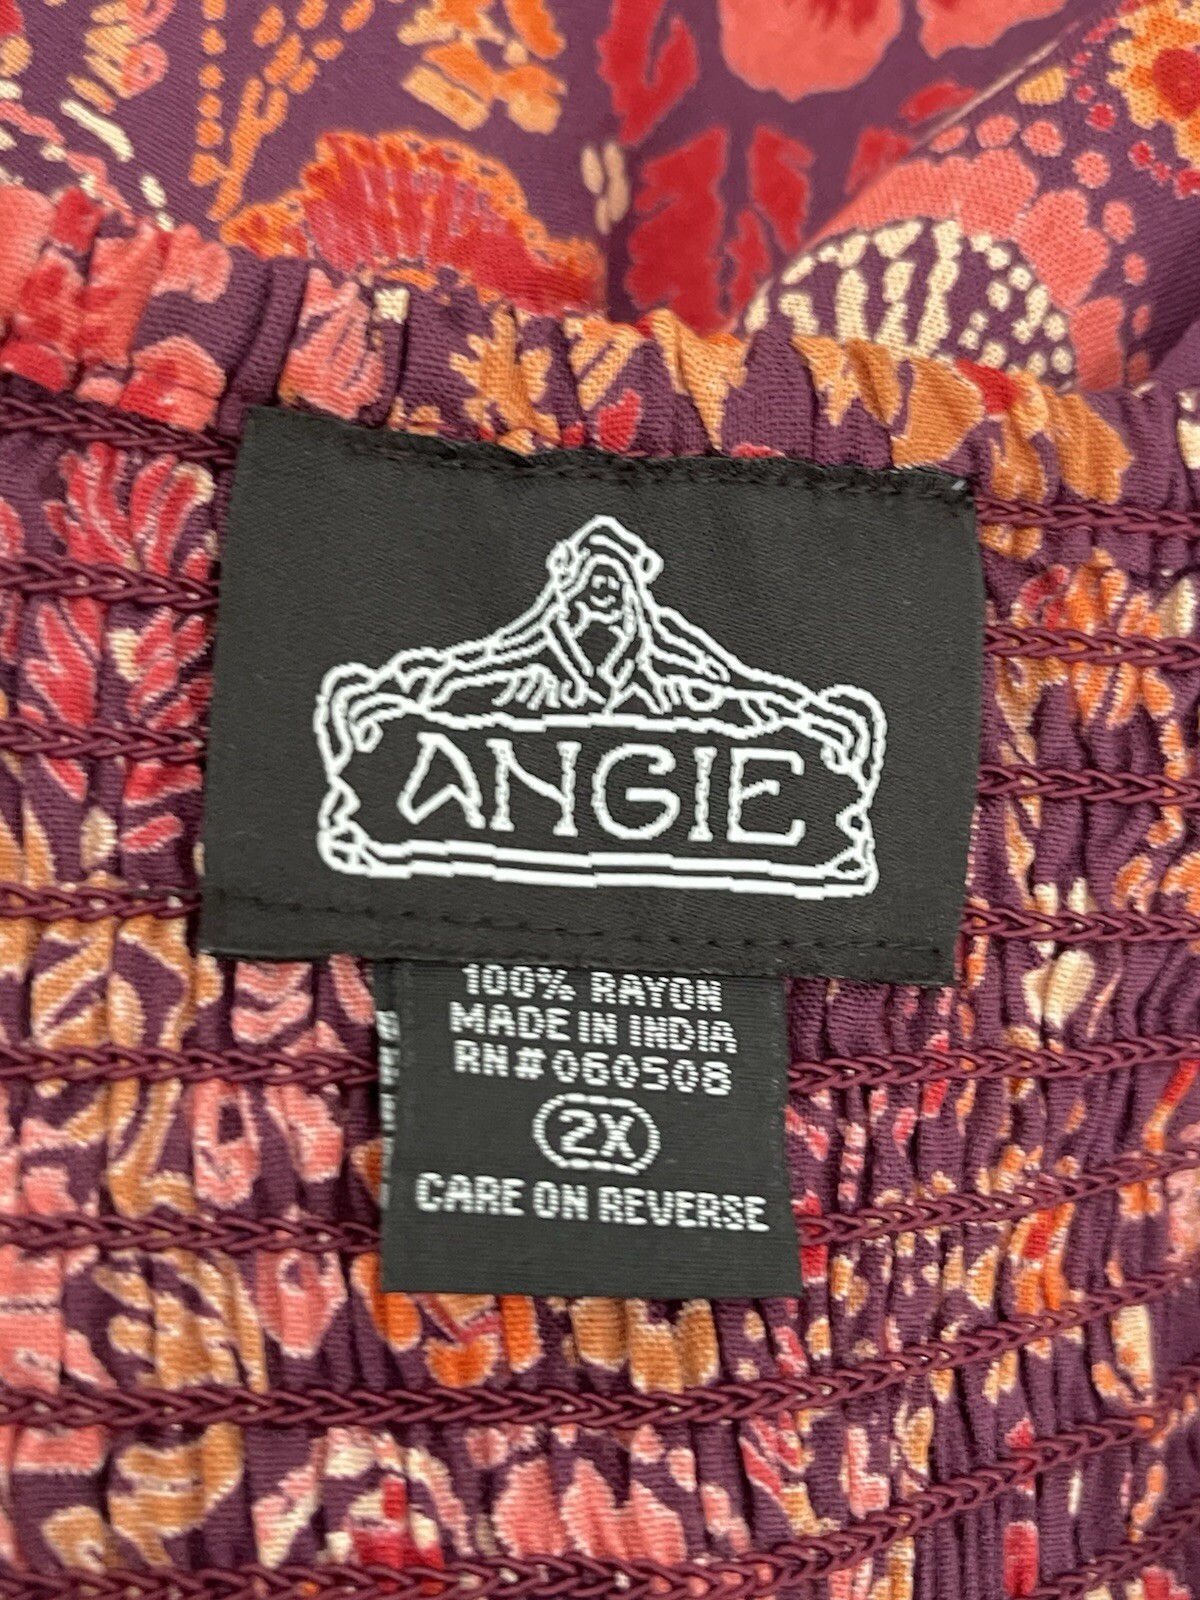 ANGIE
100% RAYON
MADE IN INDIA
RN#060508
2X
CARE ON REVERSE